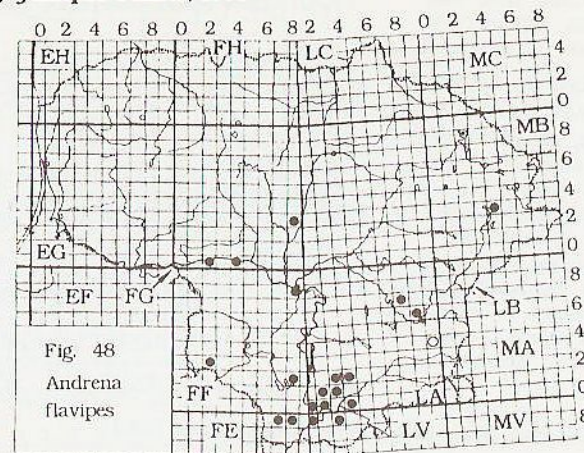 0 2 4 6 8 0 2 4 6 8 2 4 6 8 0 2 4 6 8
EH FH LC MC
4
2
0
MB
8
6
4
2
EG
0
EF FG LB
8
6
Fig. 48
MA
4
Andrena
2
flavipes
FF LA
0
FE LV MV
8